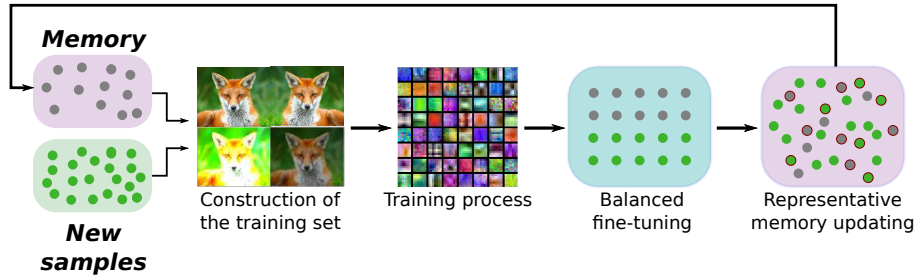 Memory
New
samples
Construction of
the training set
Training process
Balanced
fine-tuning
Representative
memory updating